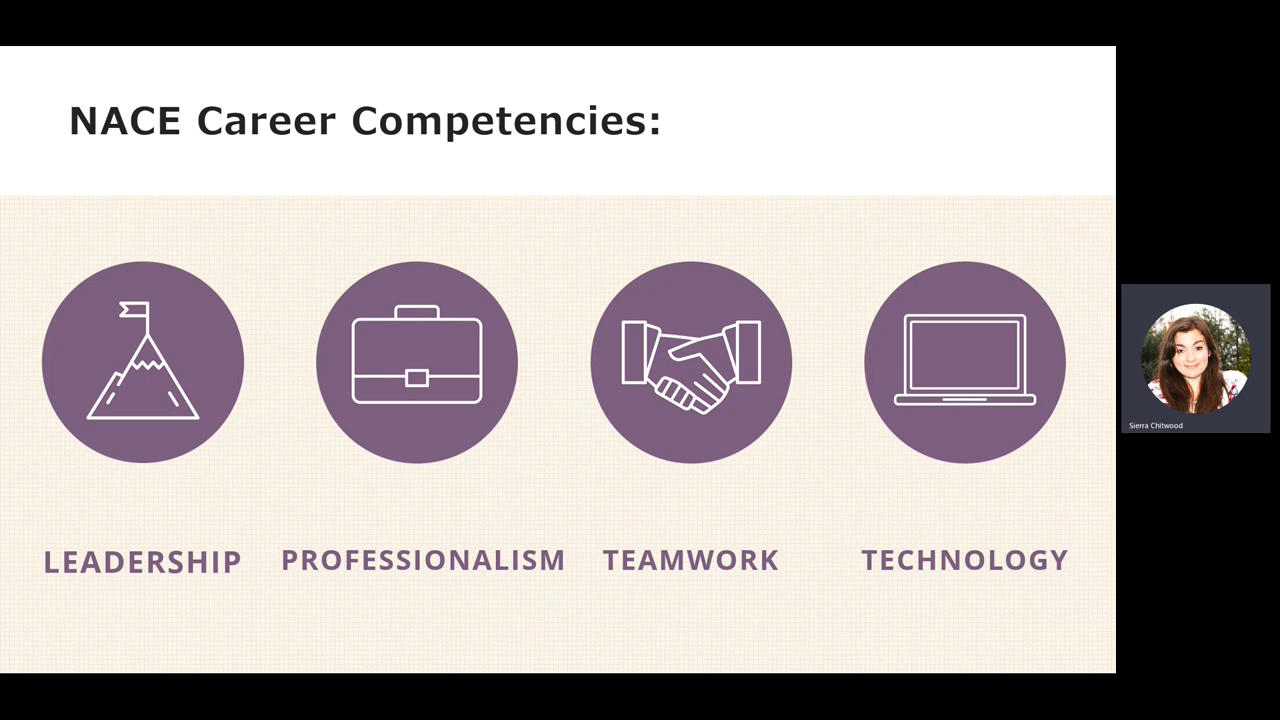 NACE Career Competencies:
LEADERSHIP
PROFESSIONALISM
TEAMWORK
TECHNOLOGY
Sierra Chitwood